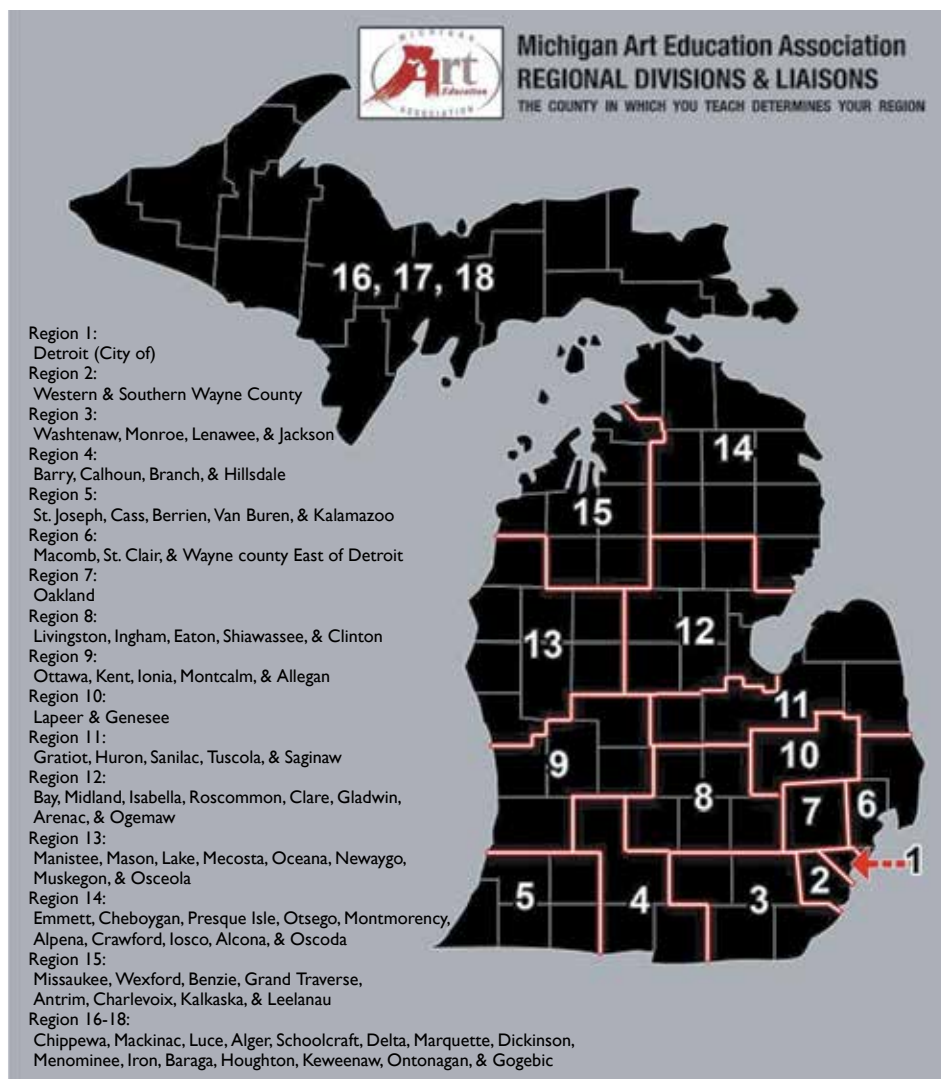 MICHIGAN
Art
Education
ASSOCIATION
Michigan Art Education Association
REGIONAL DIVISIONS & LIAISONS
THE COUNTY IN WHICH YOU TEACH DETERMINES YOUR REGION
16, 17, 18
14
15
13
12
11
10
9
8
7
6
1
2
5
4
3
Region 1:
Detroit (City of)
Region 2:
Western & Southern Wayne County
Region 3:
Washtenaw, Monroe, Lenawee, & Jackson
Region 4:
Barry, Calhoun, Branch, & Hillsdale
Region 5:
St. Joseph, Cass, Berrien, Van Buren, & Kalamazoo
Region 6:
Macomb, St. Clair, & Wayne county East of Detroit
Region 7:
Oakland
Region 8:
Livingston, Ingham, Eaton, Shiawassee, & Clinton
Region 9:
Ottawa, Kent, Ionia, Montcalm, & Allegan
Region 10:
Lapeer & Genesee
Region 11:
Gratiot, Huron, Sanilac, Tuscola, & Saginaw
Region 12:
Bay, Midland, Isabella, Roscommon, Clare, Gladwin,
Arenac, & Ogemaw
Region 13:
Manistee, Mason, Lake, Mecosta, Oceana, Newaygo,
Muskegon, & Osceola
Region 14:
Emmett, Cheboygan, Presque Isle, Otsego, Montmorency,
Alpena, Crawford, Iosco, Alcona, & Oscoda
Region 15:
Missaukee, Wexford, Benzie, Grand Traverse,
Antrim, Charlevoix, Kalkaska, & Leelanau
Region 16-18:
Chippewa, Mackinac, Luce, Alger, Schoolcraft, Delta, Marquette, Dickinson,
Menominee, Iron, Baraga, Houghton, Keweenaw, Ontonagan, & Gogebic